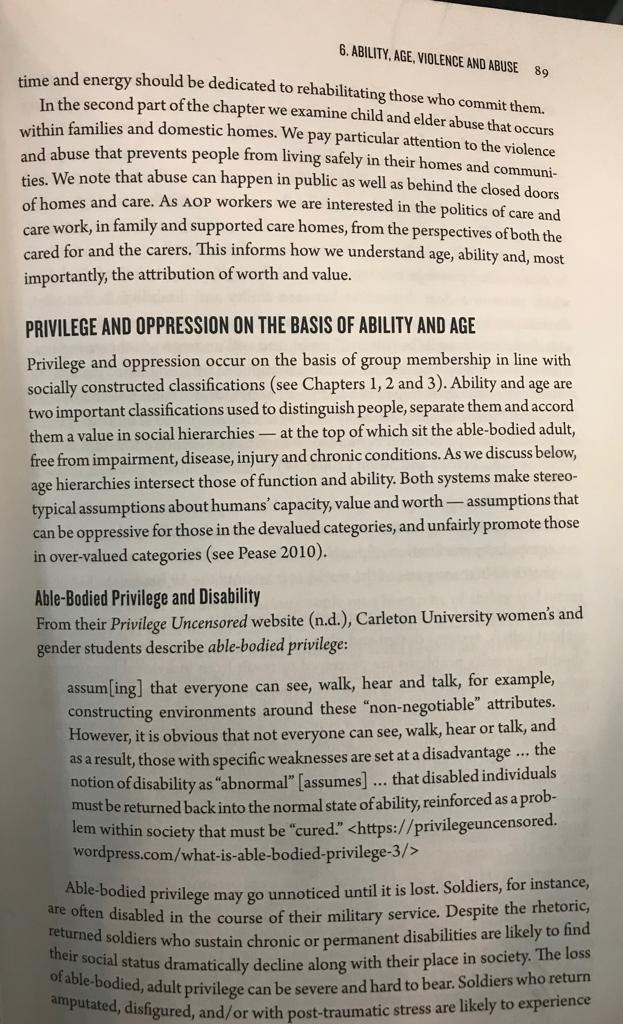 6. ABILITY, AGE, VIOLENCE AND ABUSE 89
time and energy should be dedicated to rehabilitating those who commit them.
In the second part of the chapter we examine child and elder abuse that occurs
within families and domestic homes. We pay particular attention to the violence
and abuse that prevents people from living safely in their homes and communi-
ties. We note that abuse can happen in public as well as behind the closed doors
of homes and care. As AOP workers we are interested in the politics of care and
care work, in family and supported care homes, from the perspectives of both the
cared for and the carers. This informs how we understand age, ability and, most
importantly, the attribution of worth and value.
PRIVILEGE AND OPPRESSION ON THE BASIS OF ABILITY AND AGE
Privilege and oppression occur on the basis of group membership in line with
socially constructed classifications (see Chapters 1, 2 and 3). Ability and age are
two important classifications used to distinguish people, separate them and accord
them a value in social hierarchies — at the top of which sit the able-bodied adult,
free from impairment, disease, injury and chronic conditions. As we discuss below,
age hierarchies intersect those of function and ability. Both systems make stereo-
typical assumptions about humans' capacity, value and worth — assumptions that
can be oppressive for those in the devalued categories, and unfairly promote those
in over-valued categories (see Pease 2010).
Able-Bodied Privilege and Disability
From their Privilege Uncensored website (n.d.), Carleton University women's and
gender students describe able-bodied privilege:
assum[ing] that everyone can see, walk, hear and talk, for example,
constructing environments around these "non-negotiable" attributes.
However, it is obvious that not everyone can see, walk, hear or talk, and
as a result, those with specific weaknesses are set at a disadvantage ... the
notion of disability as "abnormal" [assumes] ... that disabled individuals
must be returned back into the normal state of ability, reinforced as a prob-
lem within society that must be "cured." <https://privilegeuncensored.
wordpress.com/what-is-able-bodied-privilege-3/>
Able-bodied privilege may go unnoticed until it is lost. Soldiers, for instance,
are often disabled in the course of their military service. Despite the rhetoric,
returned soldiers who sustain chronic or permanent disabilities are likely to find
their social status dramatically decline along with their place in society. The loss
of able-bodied, adult privilege can be severe and hard to bear. Soldiers who return
amputated, disfigured, and/or with post-traumatic stress are likely to experience